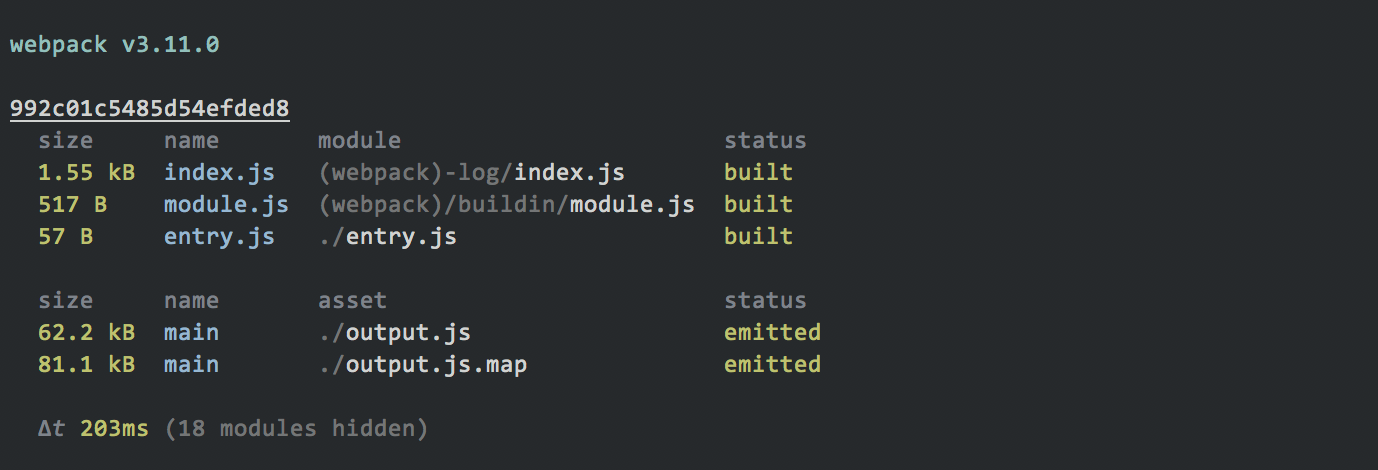 webpack v3.11.0
992c01c5485d54efded8
size name module status
1.55 kB index.js (webpack)-log/index.js built
517 B module.js (webpack)/buildin/module.js built
57 B entry.js ./entry.js built
size name asset status
62.2 kB main ./output.js emitted
81.1 kB main ./output.js.map emitted
Δt 203ms (18 modules hidden)